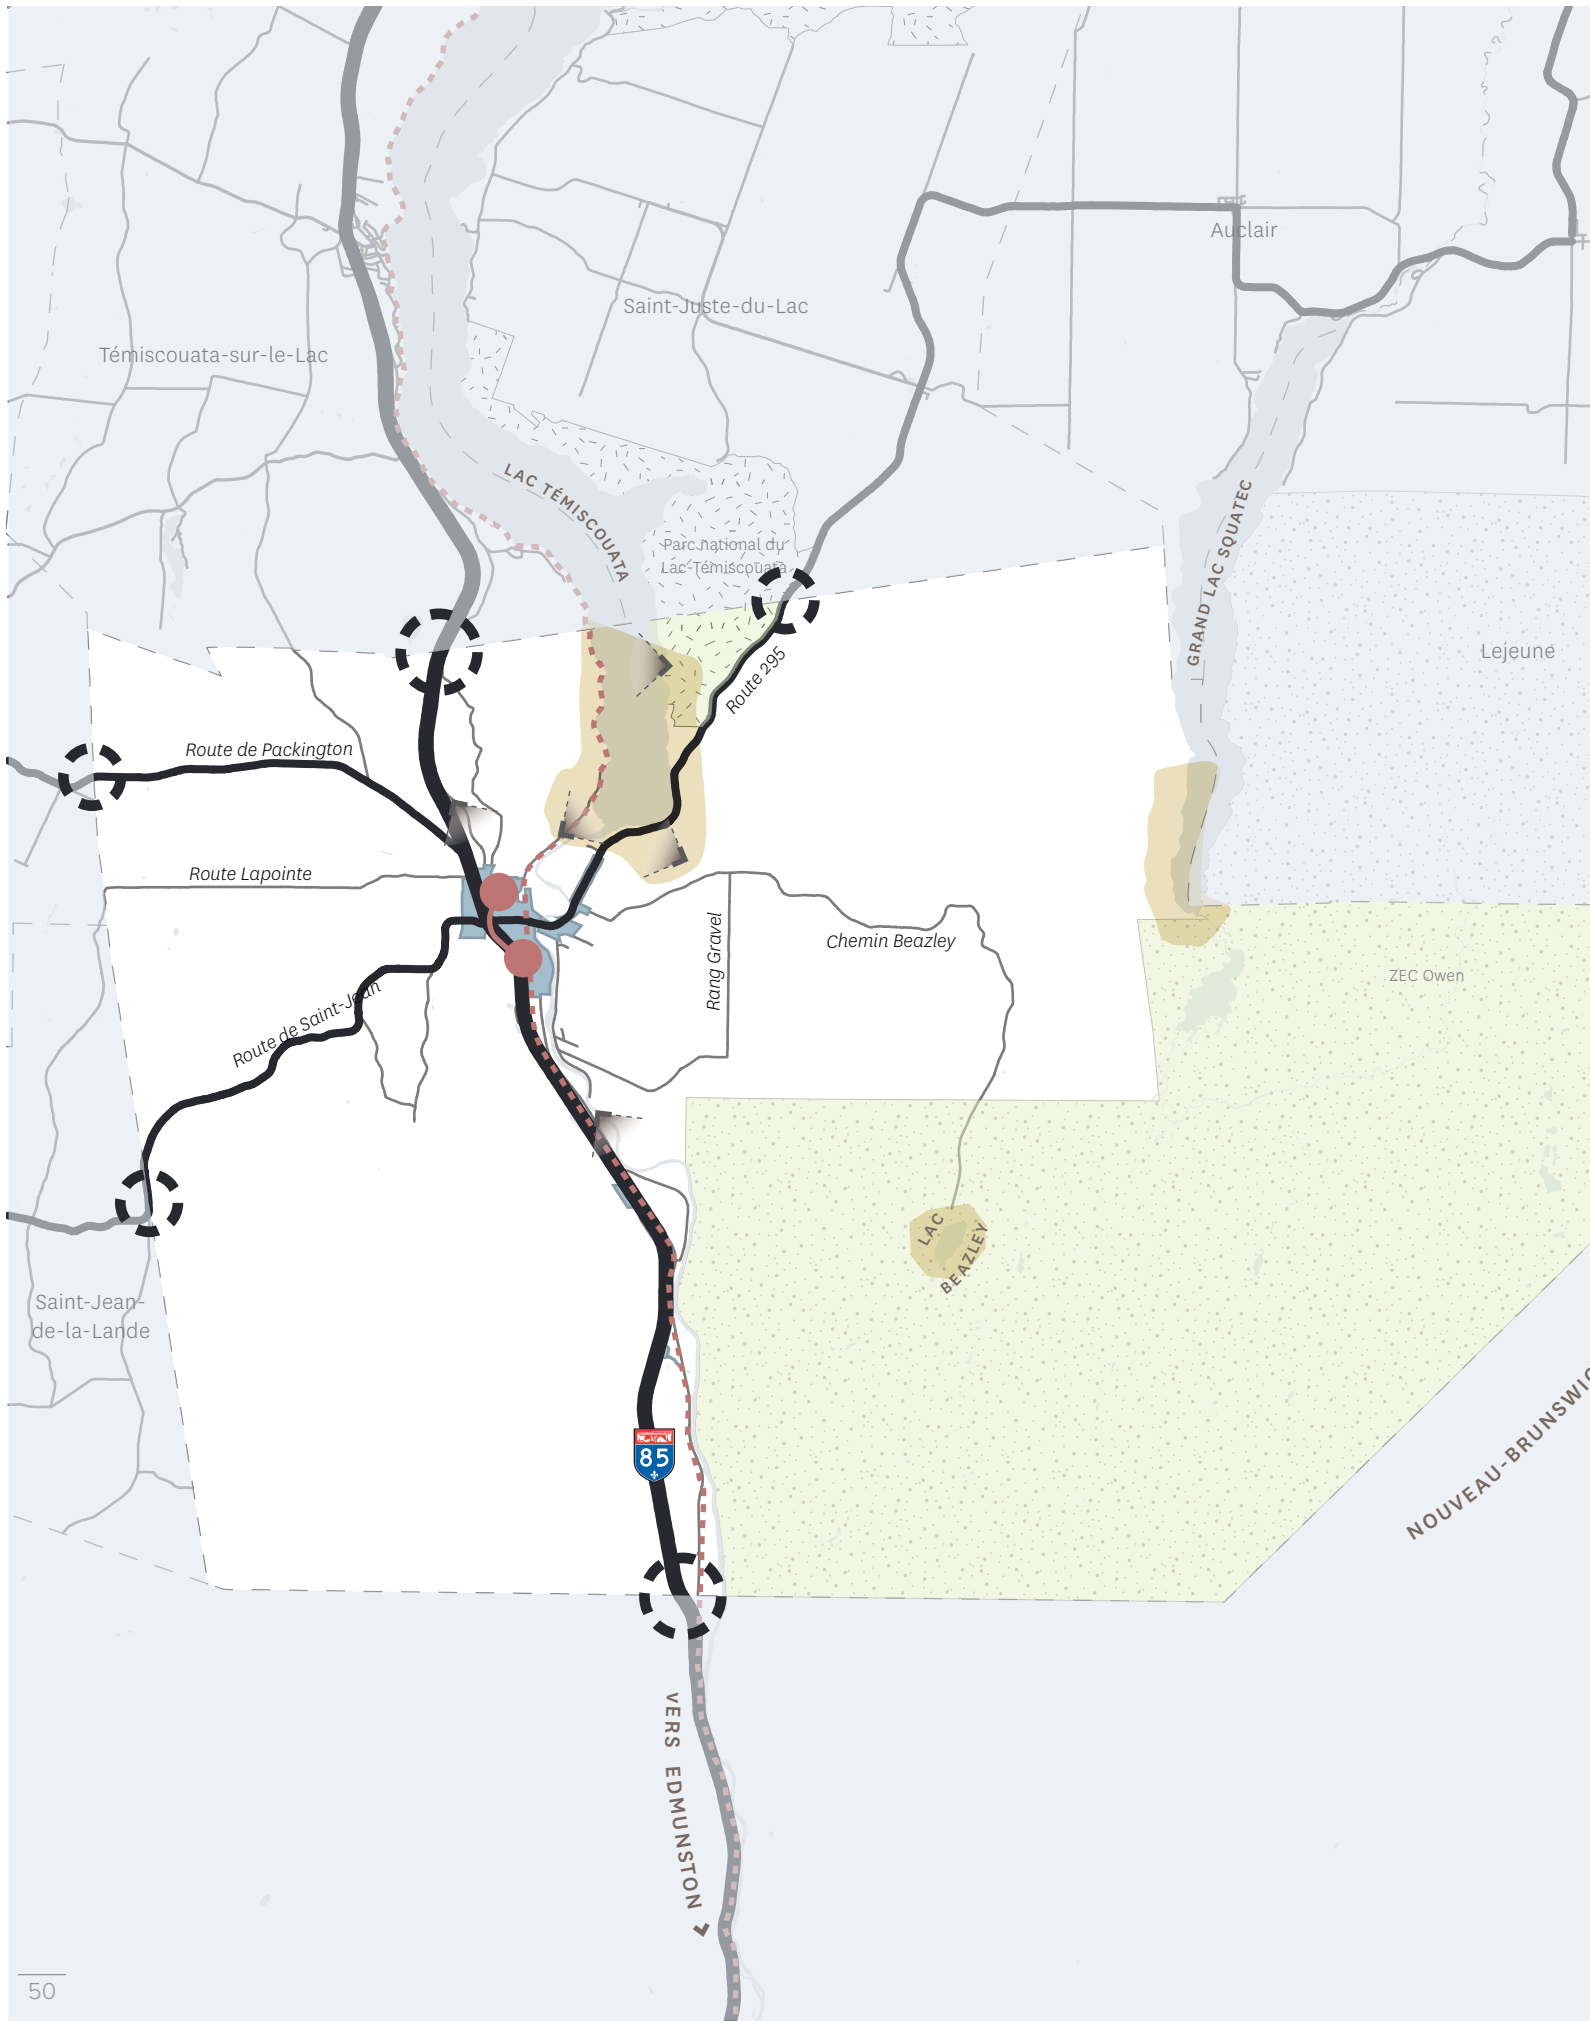 Auclair
Saint-Juste-du-Lac
Témiscouata-sur-le-Lac
LAC TÉMISCOUATA
GRAND LAC SQUATEC
Parc national du
Lac-Témiscouata
Lejeune
Route 295
Route de Packington
Route Lapointe
Rang Gravel
Chemin Beazley
ZEC Owen
Route de Saint-Jean
LAC
BEAZLEY
Saint-Jean-
de-la-Lande
NOUVEAU-BRUNSWIC
85
VERS EDMUNSTON
50